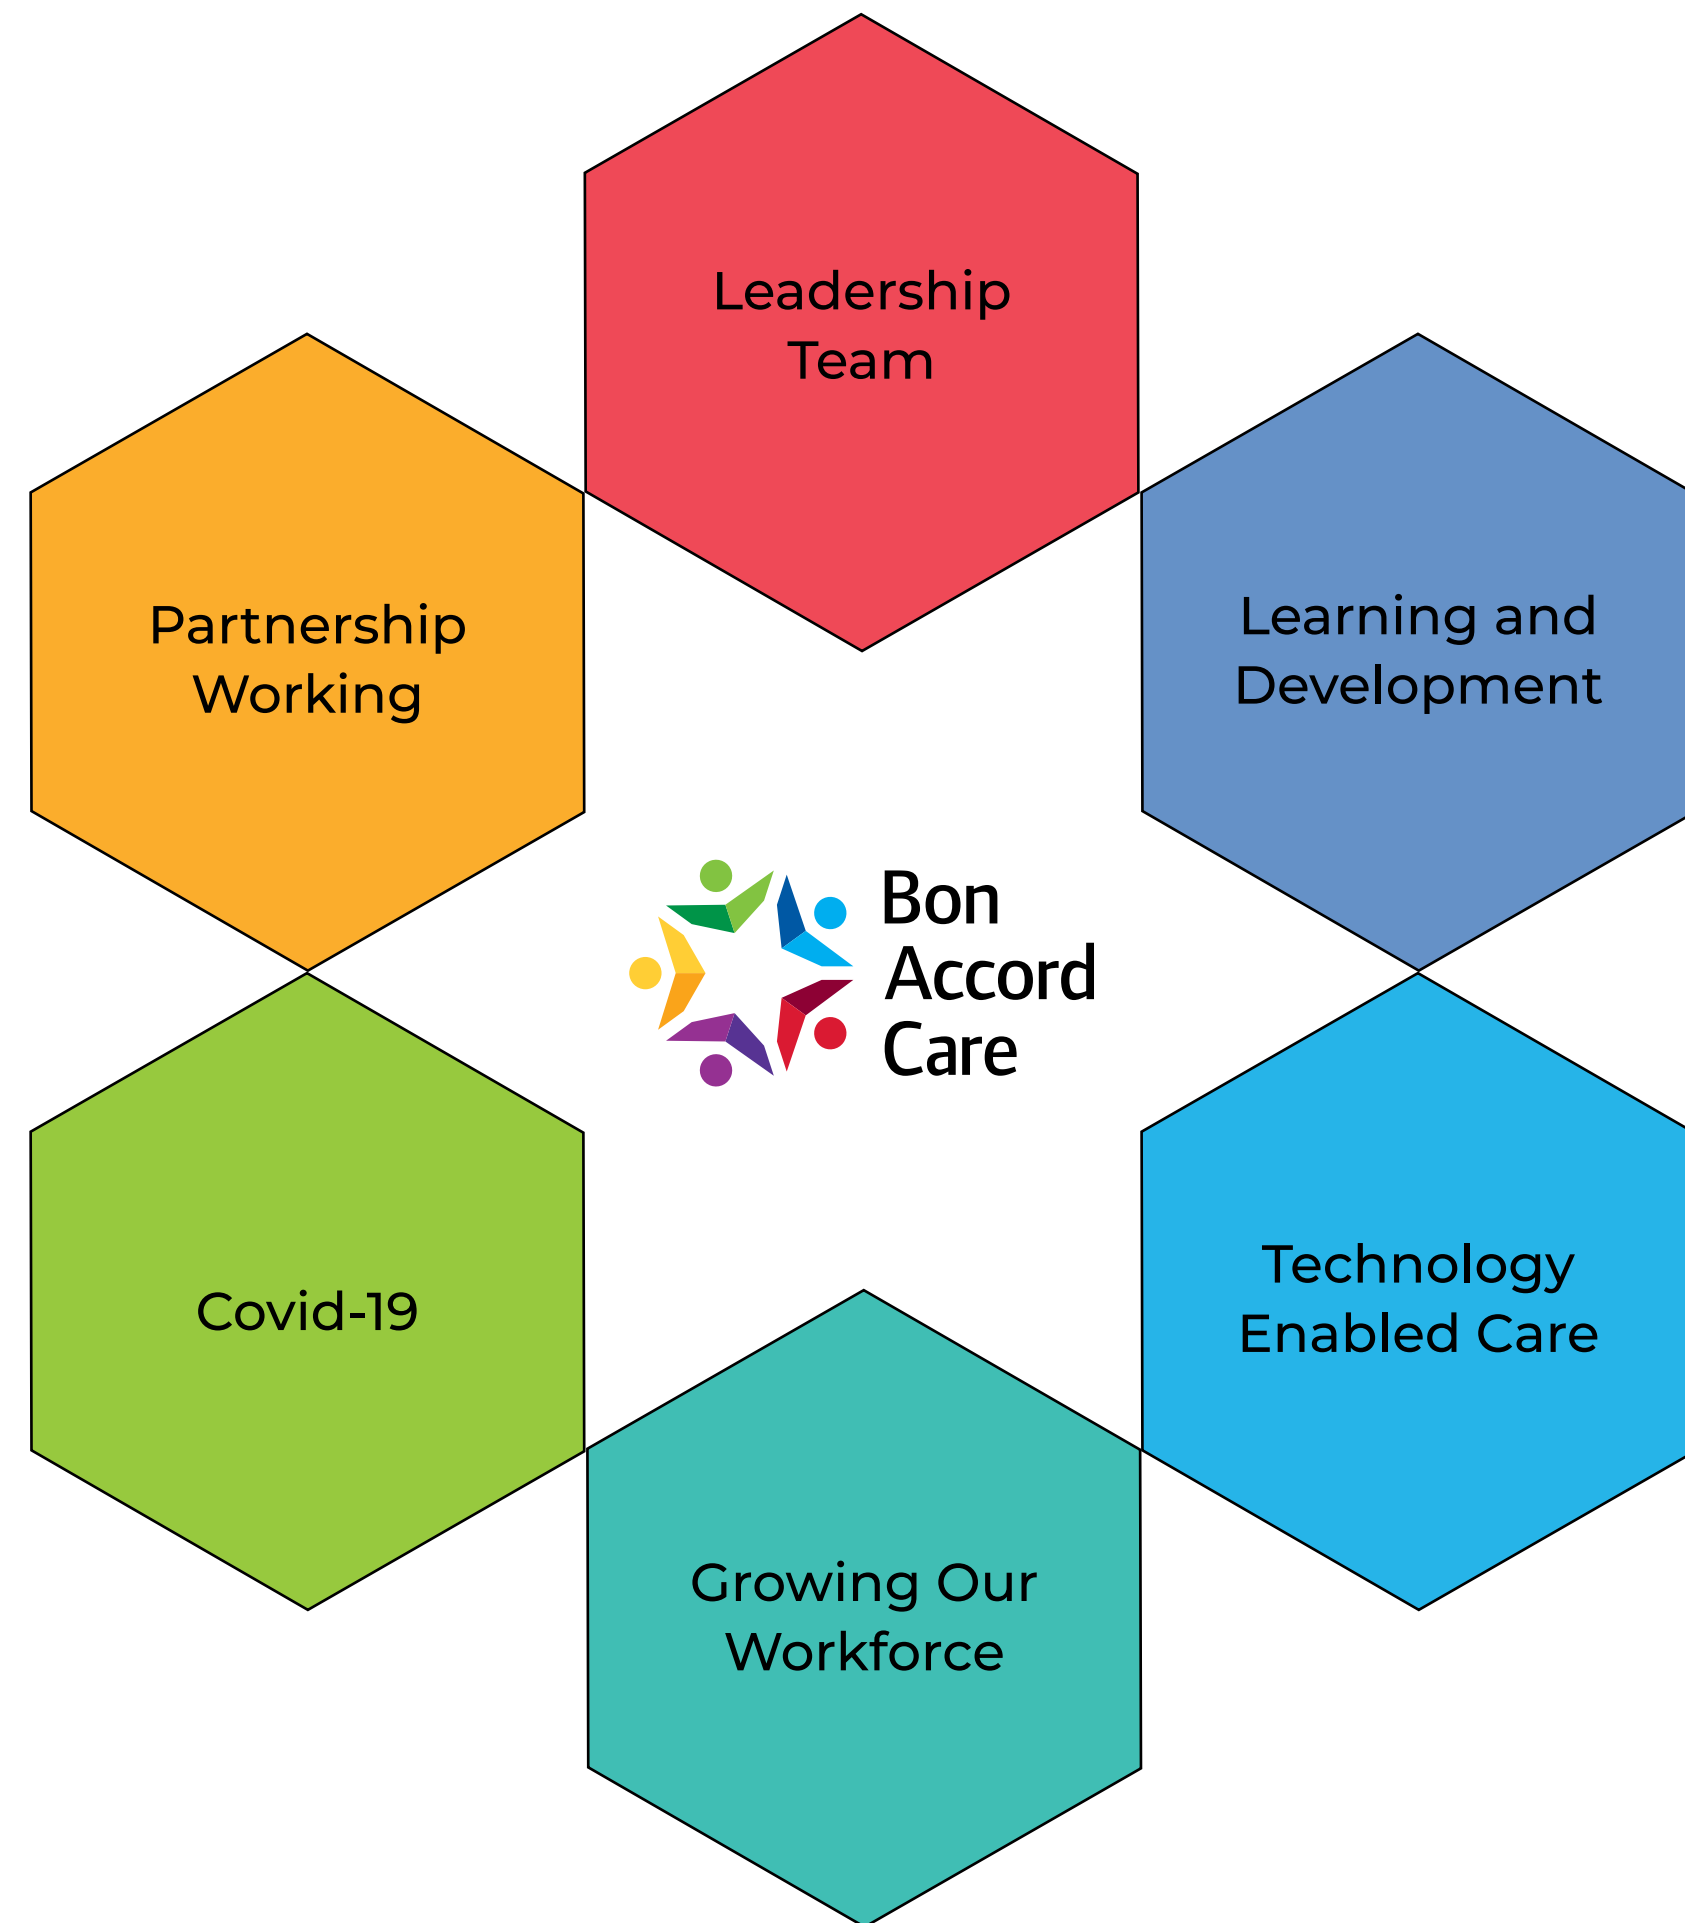 Leadership
Team
Partnership
Working
Learning and
Development
Bon
Accord
Care
Covid-19
Technology
Enabled Care
Growing Our
Workforce